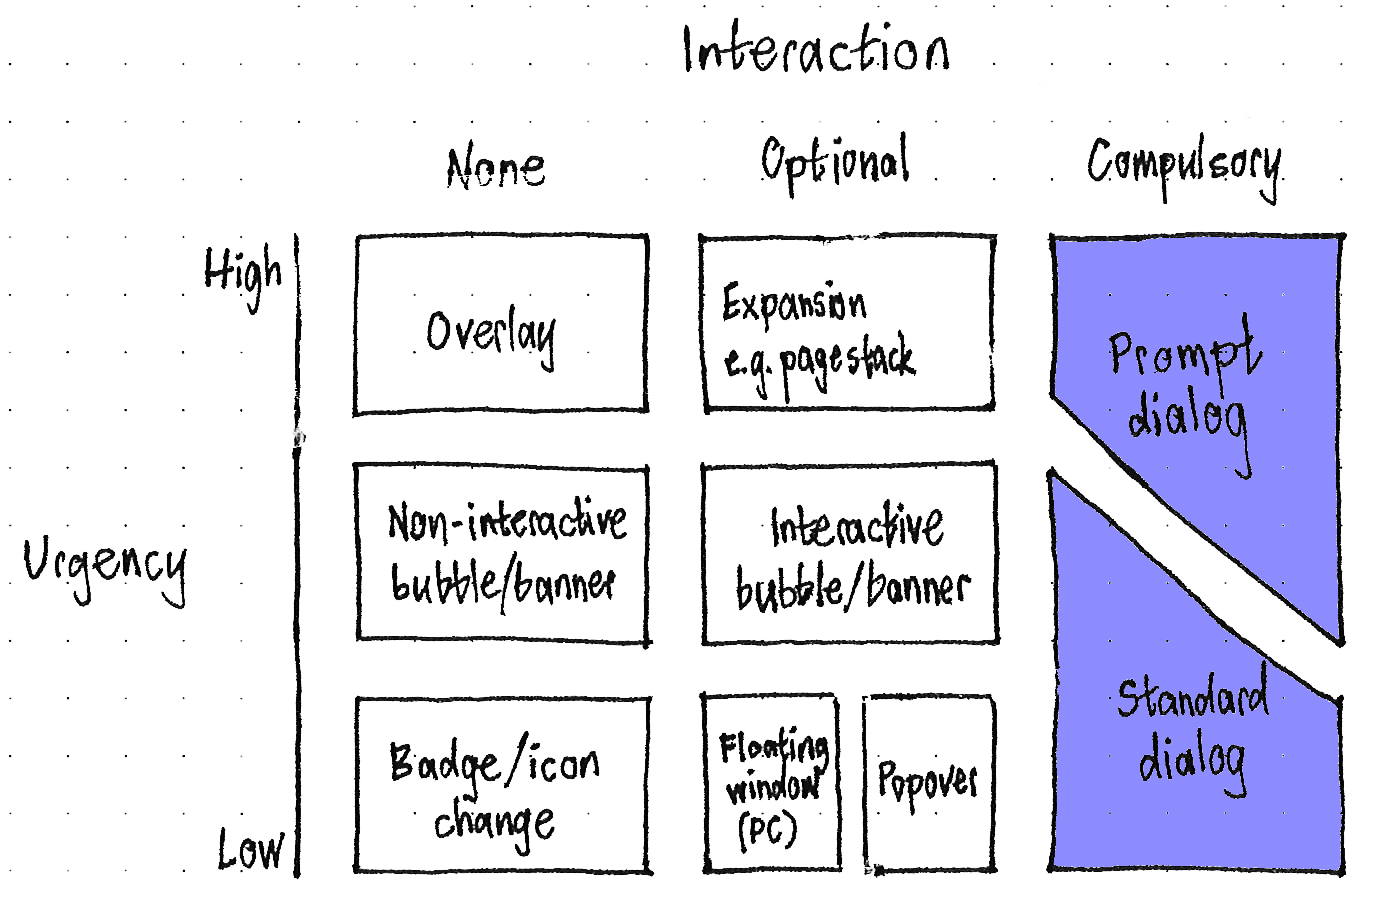 Interaction
None
Optional
Compulsory
High
Overlay
Expansion
e.g. pagestack
Prompt
dialog
Urgency
Non-interactive
bubble/banner
Interactive
bubble/banner
Low
Badge/icon
change
Floating
window
(PC)
Popover
Standard
dialog